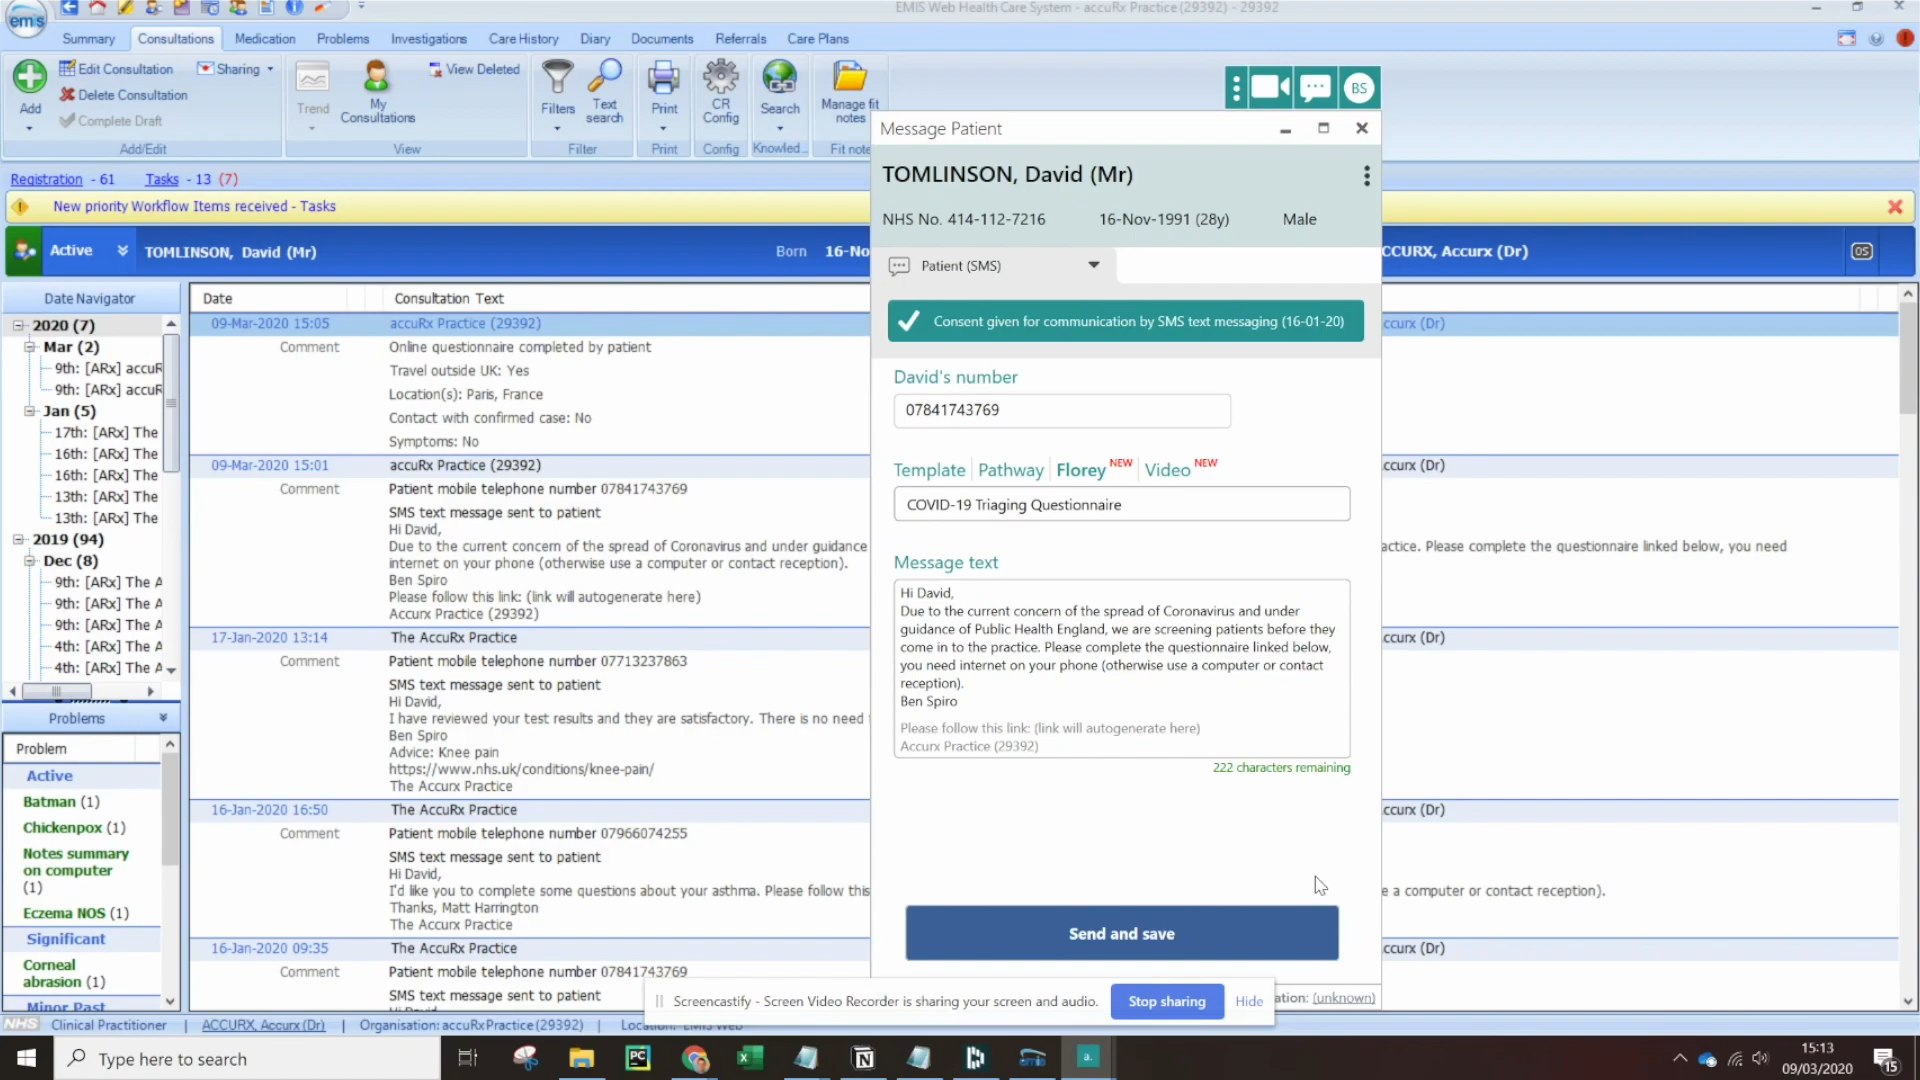 EMIS Web Health Care System - accuRx Practice (29392) - 29392
emis
Summary
Consultations
Medication
Problems
Investigations
Care History
Diary
Documents
Referrals
Care Plans
Add
Edit Consultation
Delete Consultation
Complete Draft
Sharing
Add/Edit
Trend
My
Consultations
View Deleted
View
Filters
Text
search
Filter
Print
Print
CR
Config
Config
Search
Knowled...
Manage fit
notes
Fit note
BS
Registration - 61 Tasks - 13 (7)
New priority Workflow Items received - Tasks
Active
TOMLINSON, David (Mr)
Born 16-No
CCURX, Accurx (Dr)
Date Navigator
2020 (7)
Mar (2)
9th: [ARx] accuR
9th: [ARx] accuR
Jan (5)
17th: [ARx] The
16th: [ARx] The
16th: [ARx] The
13th: [ARx] The
13th: [ARx] The
2019 (94)
Dec (8)
9th: [ARx] The A
9th: [ARx] The A
9th: [ARx] The A
4th: [ARx] The A
4th: [ARx] The A
Problems
Problem
Active
Batman (1)
Chickenpox (1)
Notes summary
on computer
(1)
Eczema NOS (1)
Significant
Corneal
abrasion (1)
Minor Past
Date
Consultation Text
09-Mar-2020 15:05 accuRx Practice (29392) ccurx (Dr)
Comment Online questionnaire completed by patient
Travel outside UK: Yes
Location(s): Paris, France
Contact with confirmed case: No
Symptoms: No
09-Mar-2020 15:01 accuRx Practice (29392) ccurx (Dr)
Comment Patient mobile telephone number 07841743769
SMS text message sent to patient
Hi David,
Due to the current concern of the spread of Coronavirus and under guidance actice. Please complete the questionnaire linked below, you need
internet on your phone (otherwise use a computer or contact reception).
Ben Spiro
Please follow this link: (link will autogenerate here)
Accurx Practice (29392)
17-Jan-2020 13:14 The AccuRx Practice ccurx (Dr)
Comment Patient mobile telephone number 07713237863
SMS text message sent to patient
Hi David,
I have reviewed your test results and they are satisfactory. There is no need
Ben Spiro
Advice: Knee pain
https://www.nhs.uk/conditions/knee-pain/
The Accurx Practice
16-Jan-2020 16:50 The AccuRx Practice ccurx (Dr)
Comment Patient mobile telephone number 07966074255
SMS text message sent to patient
Hi David,
I'd like you to complete some questions about your asthma. Please follow this e a computer or contact reception).
Thanks, Matt Harrington
The Accurx Practice
16-Jan-2020 09:35 The AccuRx Practice ccurx (Dr)
Comment Patient mobile telephone number 07841743769
SMS text message sent to patient
Message Patient
TOMLINSON, David (Mr)
NHS No. 414-112-7216 16-Nov-1991 (28y) Male
Patient (SMS)
Consent given for communication by SMS text messaging (16-01-20)
David's number
07841743769
Template Pathway Florey NEW Video NEW
COVID-19 Triaging Questionnaire
Message text
Hi David,
Due to the current concern of the spread of Coronavirus and under
guidance of Public Health England, we are screening patients before they
come in to the practice. Please complete the questionnaire linked below,
you need internet on your phone (otherwise use a computer or contact
reception).
Ben Spiro
Please follow this link: (link will autogenerate here)
Accurx Practice (29392)
222 characters remaining
Send and save
ation: (unknown)
Screencastify - Screen Video Recorder is sharing your screen and audio.
Stop sharing
Hide
NHS Clinical Practitioner | ACCURX, Accurx (Dr) | Organisation: accuRx Practice (29392) |
Type here to search
15:13
09/03/2020
15